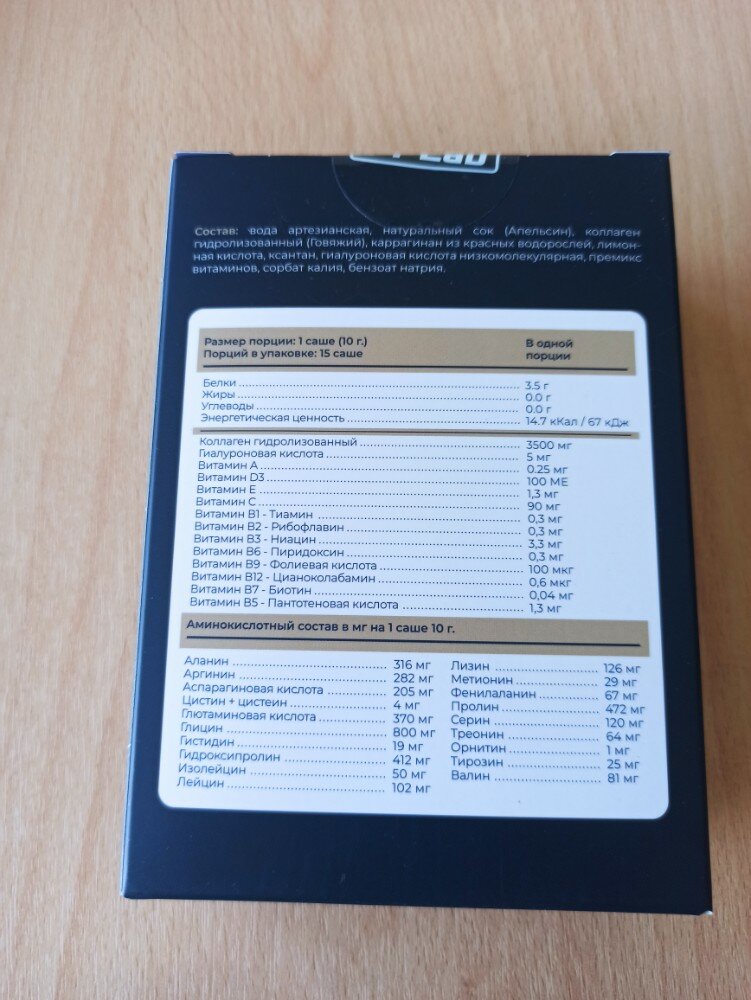 Lab
Состав: вода артезианская, натуральный сок (Апельсин), коллаген
гидролизованный (Говяжий), каррагинан из красных водорослей, лимон-
ная кислота, ксантан, гиалуроновая кислота низкомолекулярная, премикс
витаминов, сорбат калия, бензоат натрия.
Размер порции: 1 саше (10 г.)
Порций в упаковке: 15 саше
В одной
порции
Белки 3.5 г
Жиры 0.0 г
Углеводы 0.0 г
Энергетическая ценность 14.7 кКал / 67 кДж
Коллаген гидролизованный 3500 мг
Гиалуроновая кислота 5 мг
Витамин А 0.25 мг
Витамин D3 100 МЕ
Витамин Е 1,3 мг
Витамин С 90 мг
Витамин В1 - Тиамин 0,3 мг
Витамин В2 - Рибофлавин 0,3 мг
Витамин В3 - Ниацин 3,3 мг
Витамин В6 - Пиридоксин 0,3 мг
Витамин В9 - Фолиевая кислота 100 мкг
Витамин В12 - Цианоколабамин 0,6 мкг
Витамин В7 - Биотин 0,04 мг
Витамин В5 - Пантотеновая кислота 1,3 мг
Аминокислотный состав в мг на 1 саше 10 г.
Аланин 316 мг
Аргинин 282 мг
Аспарагиновая кислота 205 мг
Цистин + цистеин 4 мг
Глютаминовая кислота 370 мг
Глицин 800 мг
Гистидин 19 мг
Гидроксипролин 412 мг
Изолейцин 50 мг
Лейцин 102 мг
Лизин 126 мг
Метионин 29 мг
Фенилаланин 67 мг
Пролин 472 мг
Серин 120 мг
Треонин 64 мг
Орнитин 1 мг
Тирозин 25 мг
Валин 81 мг